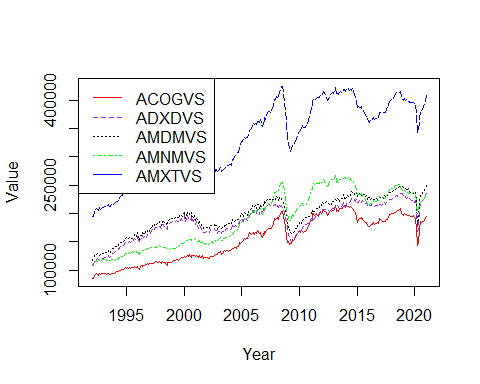 ACOGVS
ADXDVS
AMDMVS
AMNMVS
AMXTVS
400000
250000
100000
Value
1995 2000 2005 2010 2015 2020
Year